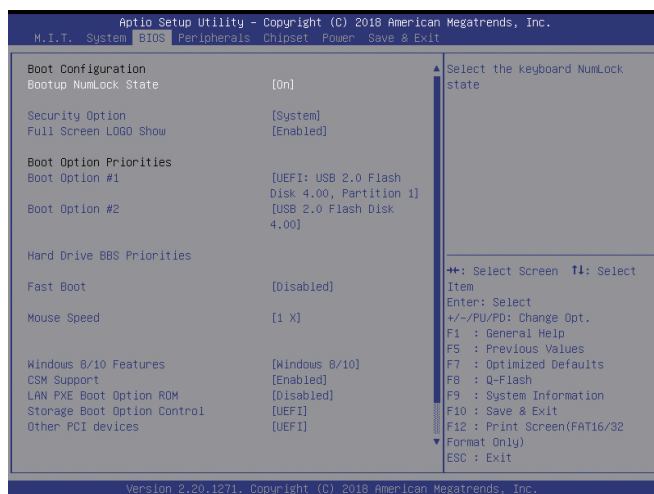 Aptio Setup Utility – Copyright (C) 2018 American Megatrends, Inc.
M.I.T. System BIOS Peripherals Chipset Power Save & Exit
Boot Configuration
Bootup NumLock State [On]
Security Option [System]
Full Screen LOGO Show [Enabled]
Boot Option Priorities
Boot Option #1 [UEFI: USB 2.0 Flash
Disk 4.00, Partition 1]
Boot Option #2 [USB 2.0 Flash Disk
4.00]
Hard Drive BBS Priorities
Fast Boot [Disabled]
Mouse Speed [1 X]
Windows 8/10 Features [Windows 8/10]
CSM Support [Enabled]
LAN PXE Boot Option ROM [Disabled]
Storage Boot Option Control [UEFI]
Other PCI devices [UEFI]
Select the keyboard NumLock
state
→←: Select Screen ↑↓: Select
Item
Enter: Select
+/-/PU/PD: Change Opt.
F1 : General Help
F5 : Previous Values
F7 : Optimized Defaults
F8 : Q-Flash
F9 : System Information
F10 : Save & Exit
F12 : Print Screen(FAT16/32
Format Only)
ESC : Exit
Version 2.20.1271. Copyright (C) 2018 American Megatrends, Inc.